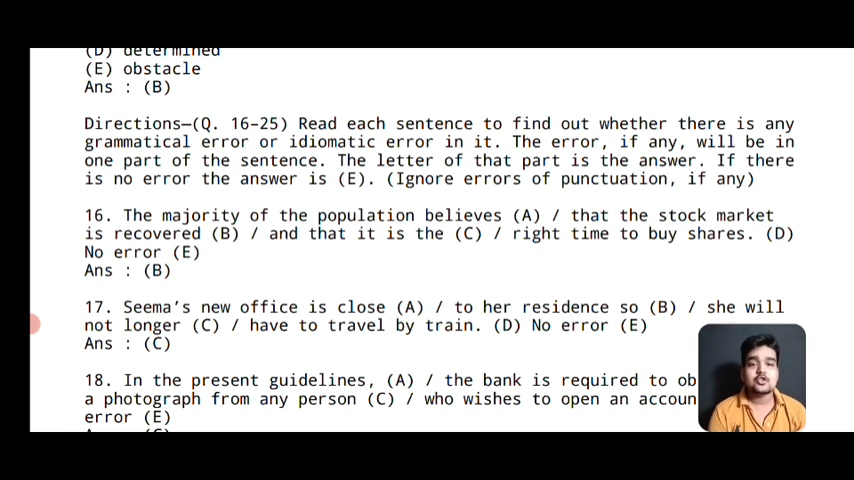 (D) determined
(E) obstacle
Ans : (B)
Directions—(Q. 16–25) Read each sentence to find out whether there is any
grammatical error or idiomatic error in it. The error, if any, will be in
one part of the sentence. The letter of that part is the answer. If there
is no error the answer is (E). (Ignore errors of punctuation, if any)
16. The majority of the population believes (A) / that the stock market
is recovered (B) / and that it is the (C) / right time to buy shares. (D)
No error (E)
Ans : (B)
17. Seema’s new office is close (A) / to her residence so (B) / she will
not longer (C) / have to travel by train. (D) No error (E)
Ans : (C)
18. In the present guidelines, (A) / the bank is required to
a photograph from any person (C) / who wishes to open an
error (E)